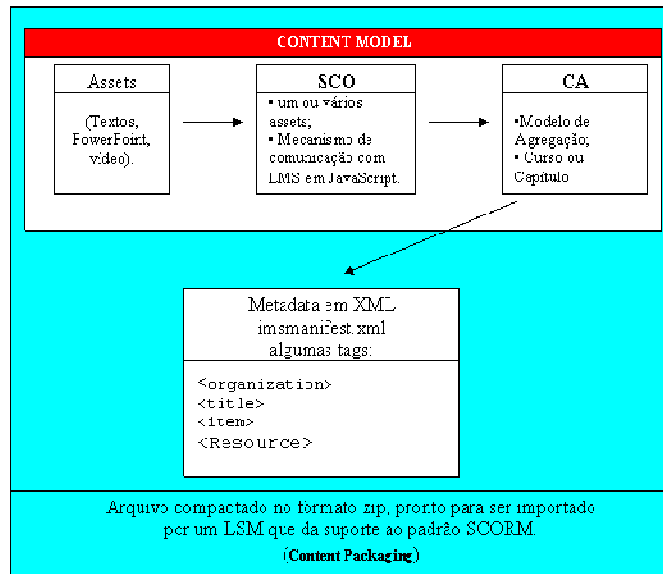 CONTENT MODEL
Assets
(Textos,
PowerPoint,
vídeo).
SCO
• um ou vários
assets;
• Mecanismo de
comunicação com
LMS em JavaScript.
CA
•Modelo de
Agregação;
• Curso ou
Capítulo
Metadata em XML
imsmanifest.xml
algumas tags:
<organization>
<title>
<item>
<Resource>
Arquivo compactado no formato zip, pronto para ser importado
por um LSM que da suporte ao padrão SCORM.
(Content Packaging)